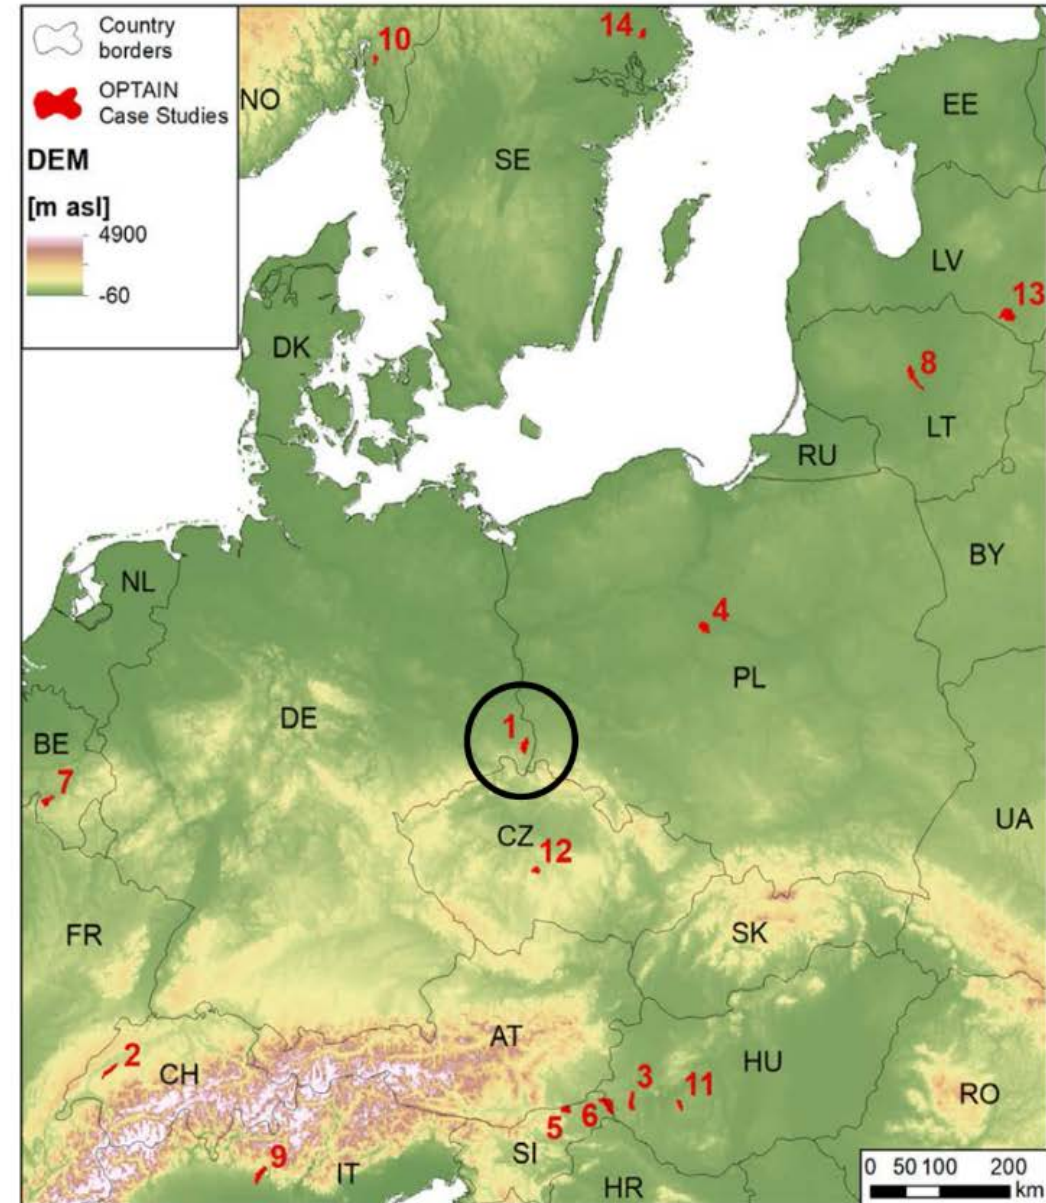 Country
borders
OPTAIN
Case Studies
DEM
[m asl]
4900
-60
10
14
NO
SE
EE
LV
13
DK
8
LT
RU
BY
NL
4
PL
DE
1
BE
7
UA
CZ
12
FR
SK
AT
2
CH
HU
3
11
RO
5
6
SI
9
IT
HR
0 50 100 200
km